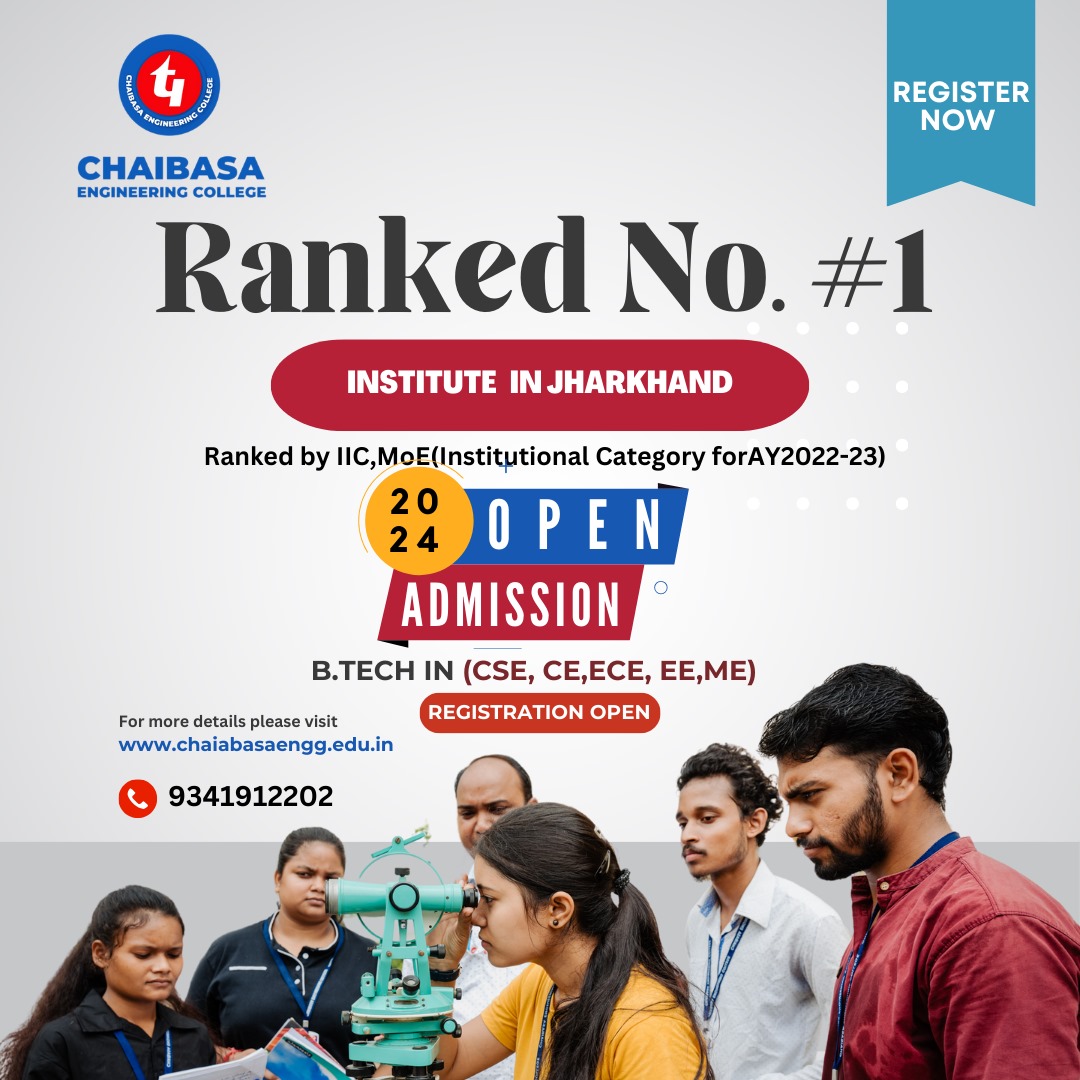 CHAIBASA ENGINEERING COLLEGE
CHAIBASA
ENGINEERING COLLEGE
REGISTER
NOW
Ranked No. #1
INSTITUTE IN JHARKHAND
Ranked by IIC,MoE(Institutional Category forAY2022-23)
20
24
OPEN
ADMISSION
B.TECH IN (CSE, CE,ECE, EE,ME)
REGISTRATION OPEN
For more details please visit
www.chaiabasaengg.edu.in
9341912202